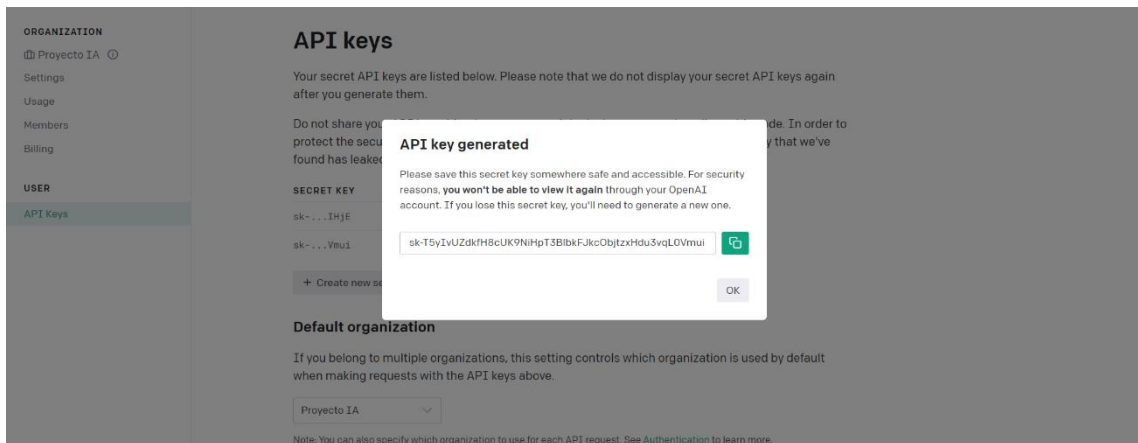 ORGANIZATION
Proyecto IA
Settings
Usage
Members
Billing
USER
API Keys
API keys
Your secret API keys are listed below. Please note that we do not display your secret API keys again
after you generate them.
Do not share you de. In order to
protect the secu y that we've
found has leaked
SECRET KEY
sk-...IHjE
sk-...Vmui
+ Create new se
API key generated
Please save this secret key somewhere safe and accessible. For security
reasons, you won't be able to view it again through your OpenAI
account. If you lose this secret key, you'll need to generate a new one.
OK
Default organization
If you belong to multiple organizations, this setting controls which organization is used by default
when making requests with the API keys above.
Proyecto IA
Note: You can also specify which organization to use for each API request. See Authentication to learn more.